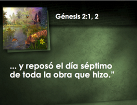 Génesis 2:1, 2
... y reposó el día séptimo
de toda la obra que hizo.”